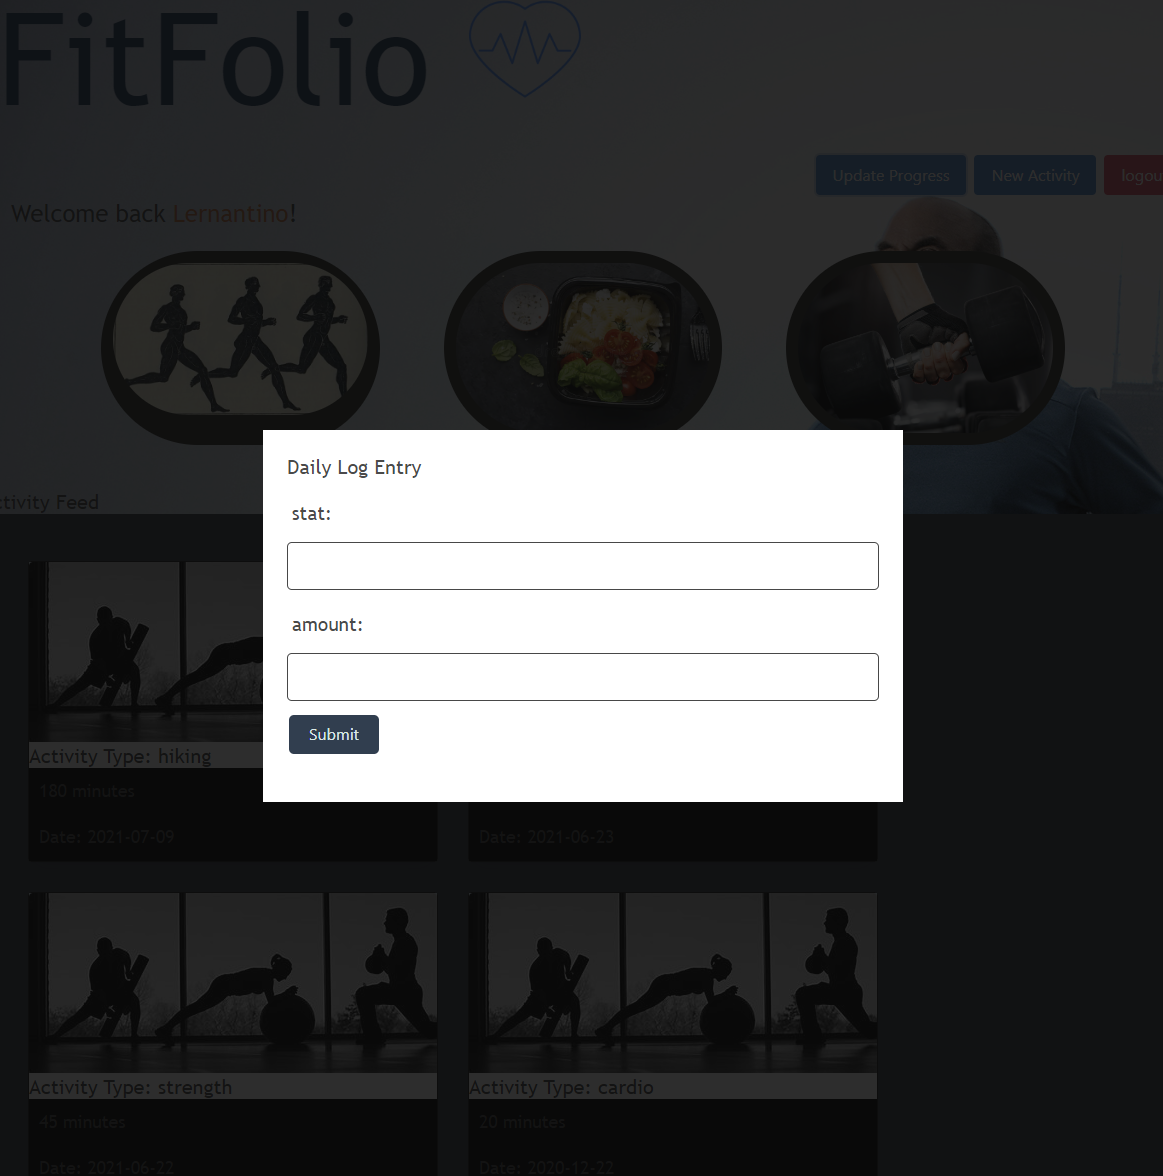 FitFolio
Update Progress
New Activity
logou
Welcome back Lernantino!
ctivity Feed
Daily Log Entry
stat:
amount:
Submit
Activity Type: hiking
180 minutes
Date: 2021-07-09
Date: 2021-06-23
Activity Type: strength
Activity Type: cardio
45 minutes
20 minutes
Date: 2021-06-22
Date: 2020-12-22